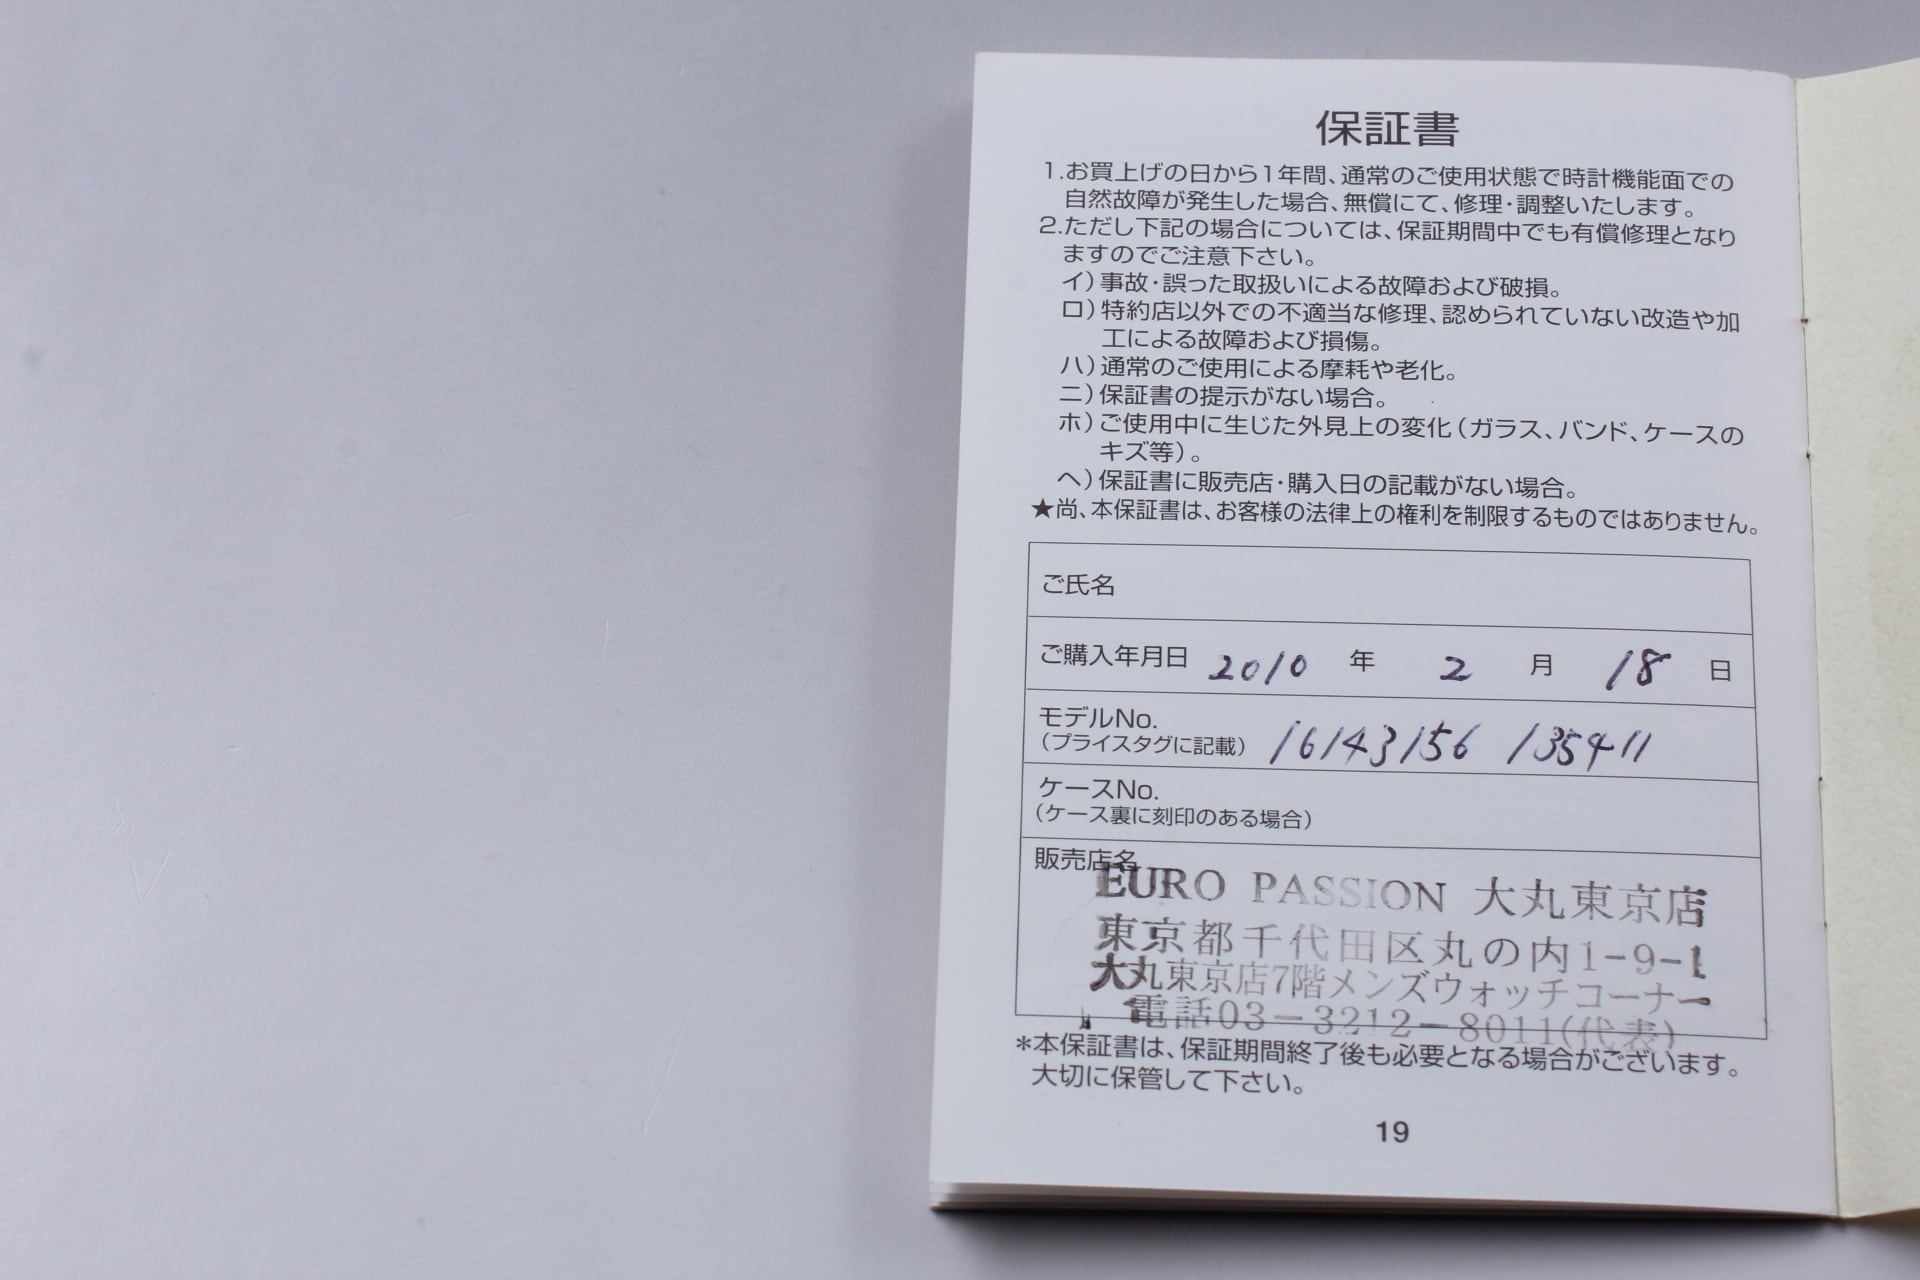 保証書
1.お買上げの日から1年間、通常のご使用状態で時計機能面での
自然故障が発生した場合、無償にて、修理・調整いたします。
2.ただし下記の場合については、保証期間中でも有償修理となり
ますのでご注意下さい。
イ)事故・誤った取扱いによる故障および破損。
ロ)特約店以外での不適当な修理、認められていない改造や加
工による故障および損傷。
ハ)通常のご使用による摩耗や老化。
ニ)保証書の提示がない場合。
ホ)ご使用中に生じた外見上の変化(ガラス、バンド、ケースの
キズ等)。
ヘ)保証書に販売店・購入日の記載がない場合。
★尚、本保証書は、お客様の法律上の権利を制限するものではありません。
ご氏名
ご購入年月日 2010 年 2 月 18 日
モデルNo.
(プライスタグに記載) 16143156 135411
ケースNo.
(ケース裏に刻印のある場合)
販売店名
EURO PASSION 大丸東京店
東京都千代田区丸の内1-9-1
大丸東京店7階メンズウォッチコーナー
電話03-3212-8011(代表)
*本保証書は、保証期間終了後も必要となる場合がございます。
大切に保管して下さい。
19